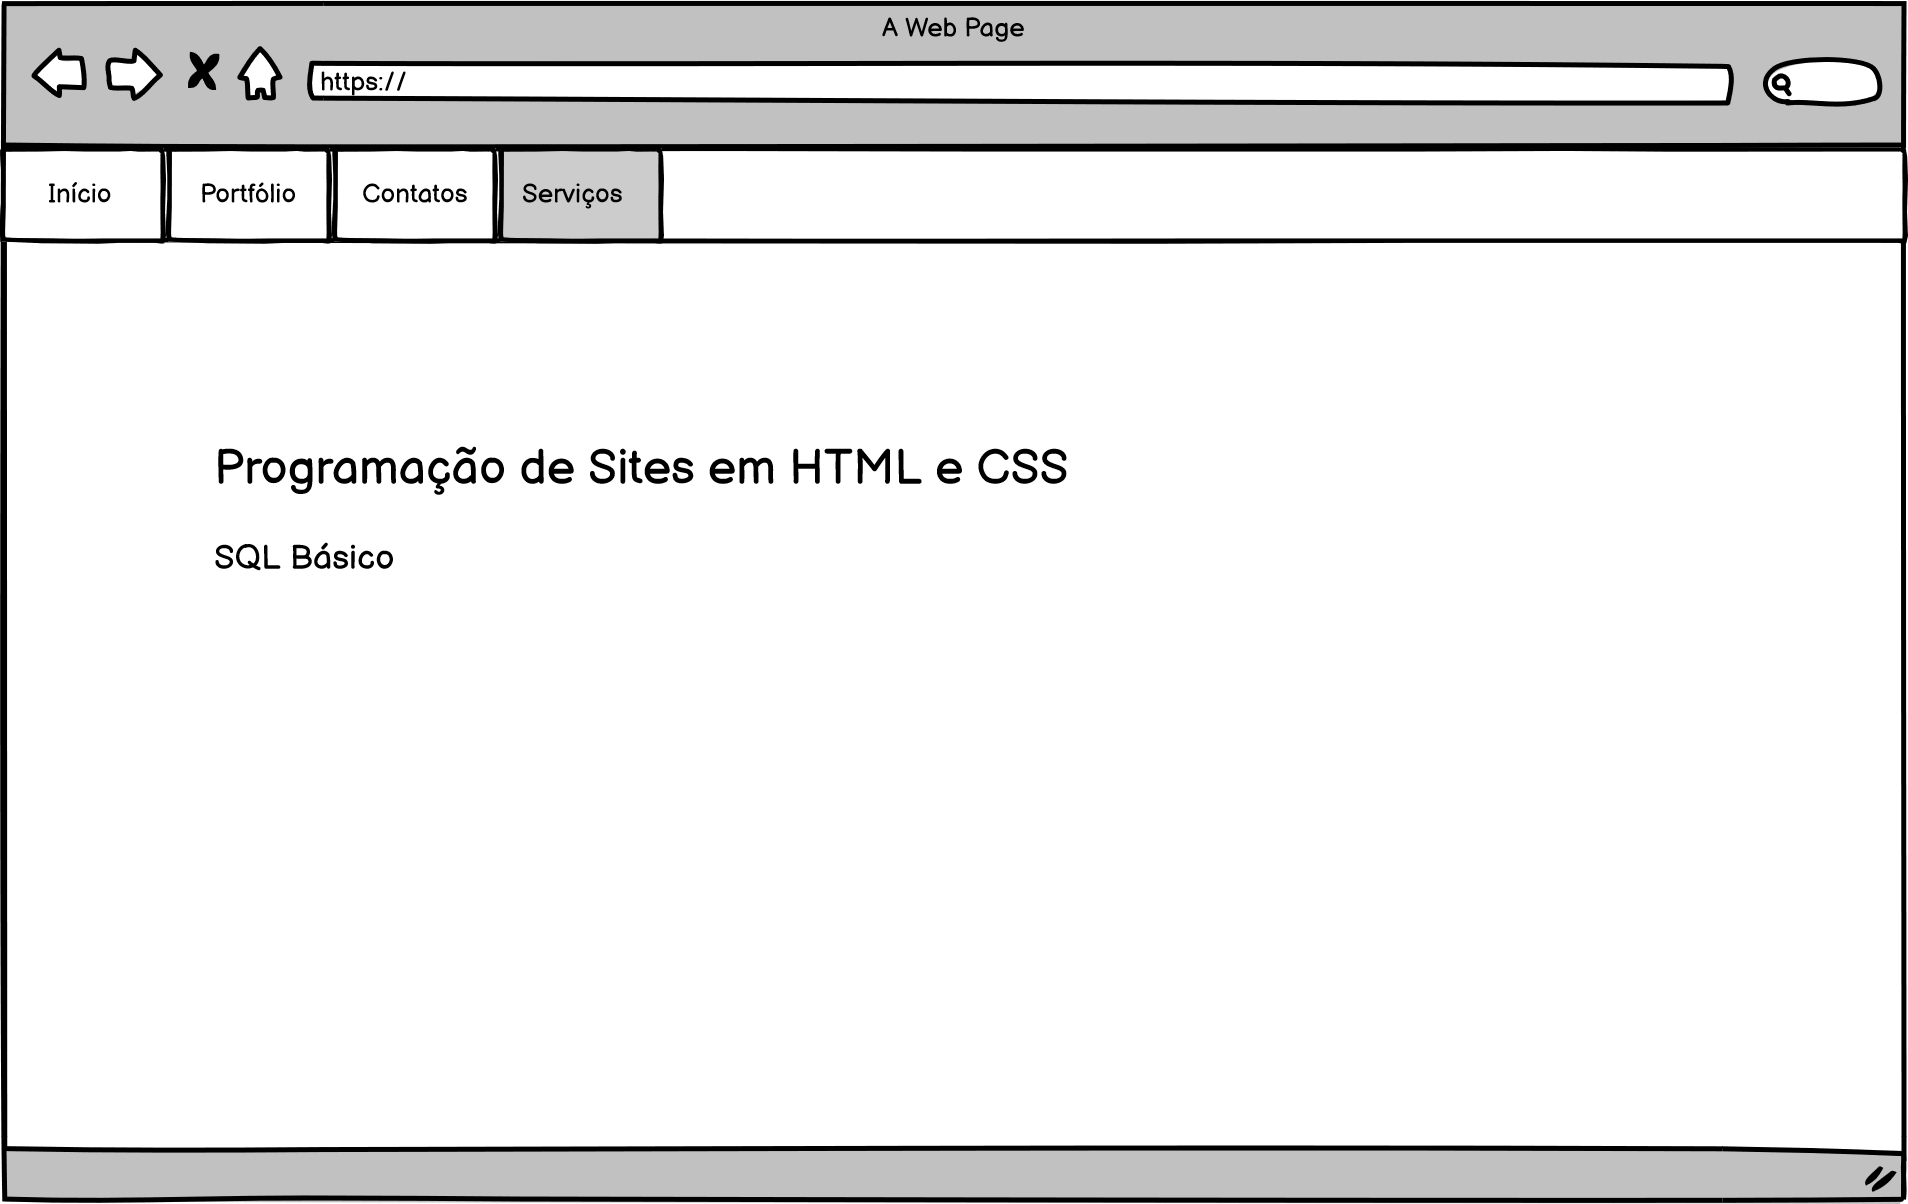 A Web Page
https://
Início Portfólio Contatos Serviços
Programação de Sites em HTML e CSS
SQL Básico